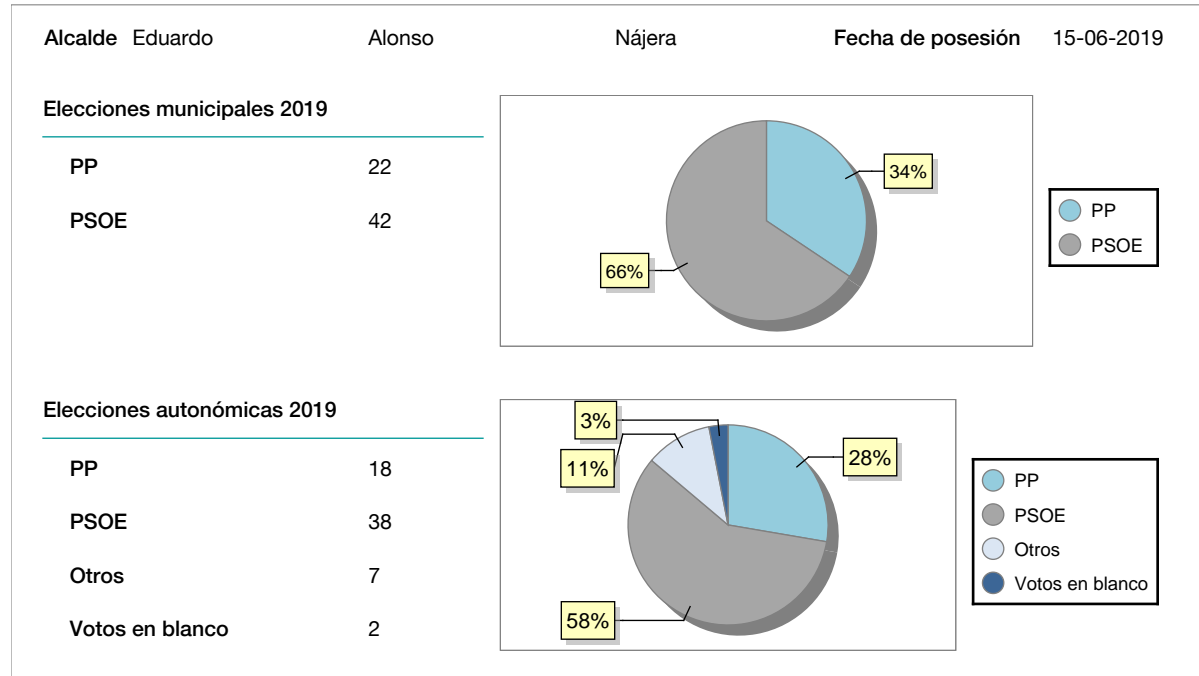 Alcalde Eduardo Alonso Nájera Fecha de posesión 15-06-2019
Elecciones municipales 2019
PP 22
PSOE 42
34%
66%
PP
PSOE
Elecciones autonómicas 2019
PP 18
PSOE 38
Otros 7
Votos en blanco 2
3%
11%
28%
58%
PP
PSOE
Otros
Votos en blanco